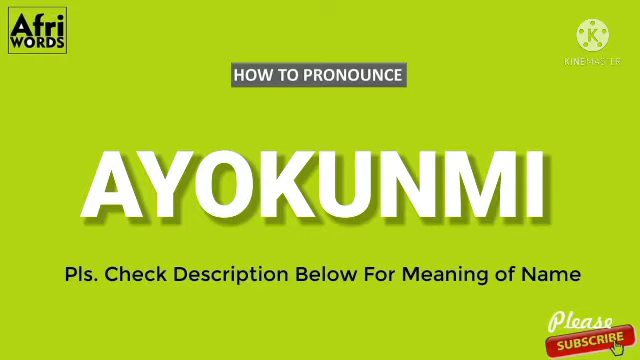 Afri
WORDS
KINEMASTER
HOW TO PRONOUNCE
AYOKUNMI
Pls. Check Description Below For Meaning of Name
Please
SUBSCRIBE